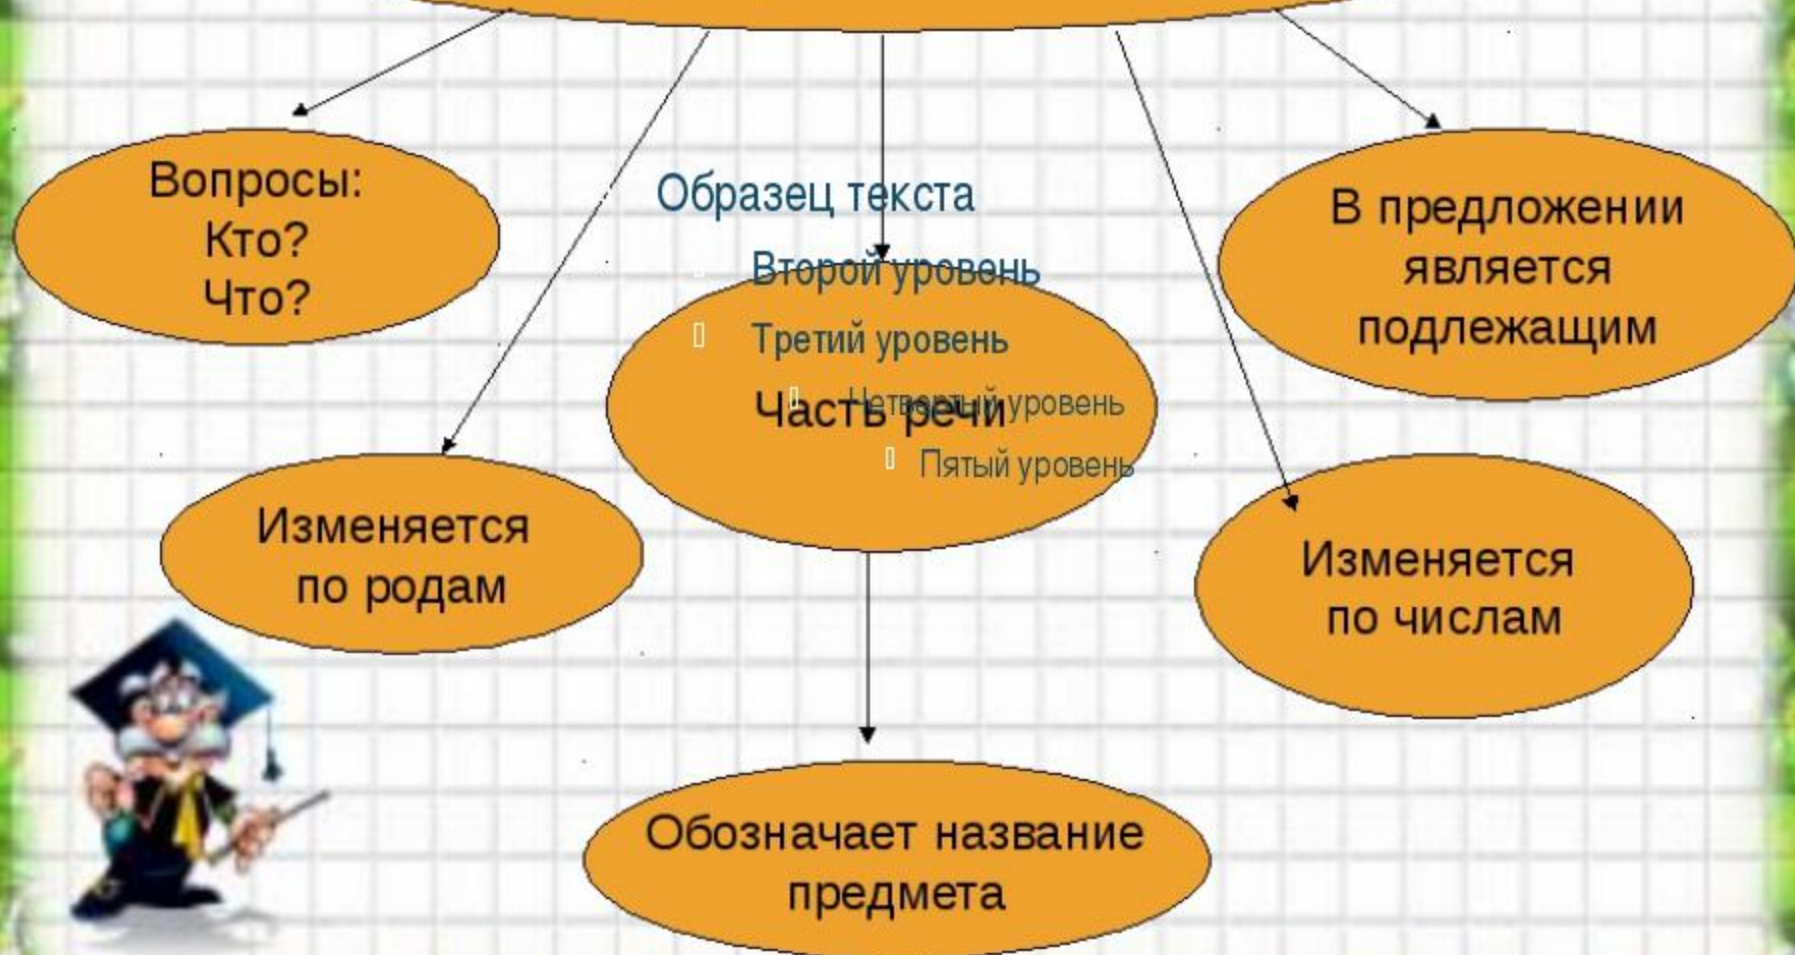 Вопросы:
Кто?
Что?
Образец текста
Второй уровень
Третий уровень
Четвертый уровень
Пятый уровень
Часть речи
В предложении
является
подлежащим
Изменяется
по родам
Изменяется
по числам
Обозначает название
предмета